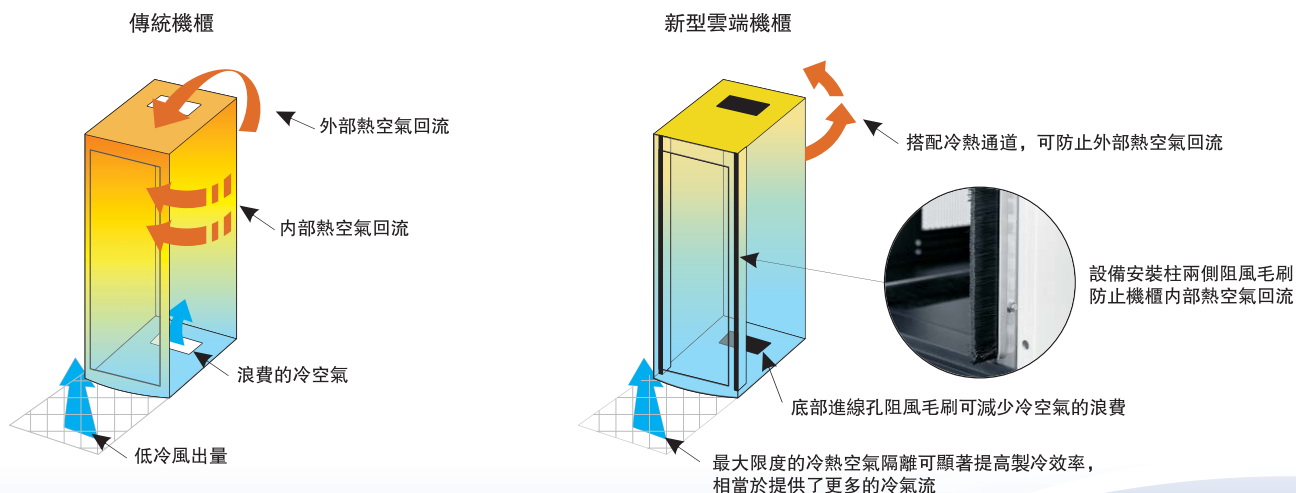 傳統機櫃
外部熱空氣回流
內部熱空氣回流
浪費的冷空氣
低冷風出量
新型雲端機櫃
搭配冷熱通道，可防止外部熱空氣回流
設備安裝柱兩側阻風毛刷
防止機櫃內部熱空氣回流
底部進線孔阻風毛刷可減少冷空氣的浪費
最大限度的冷熱空氣隔離可顯著提高製冷效率，
相當於提供了更多的冷氣流